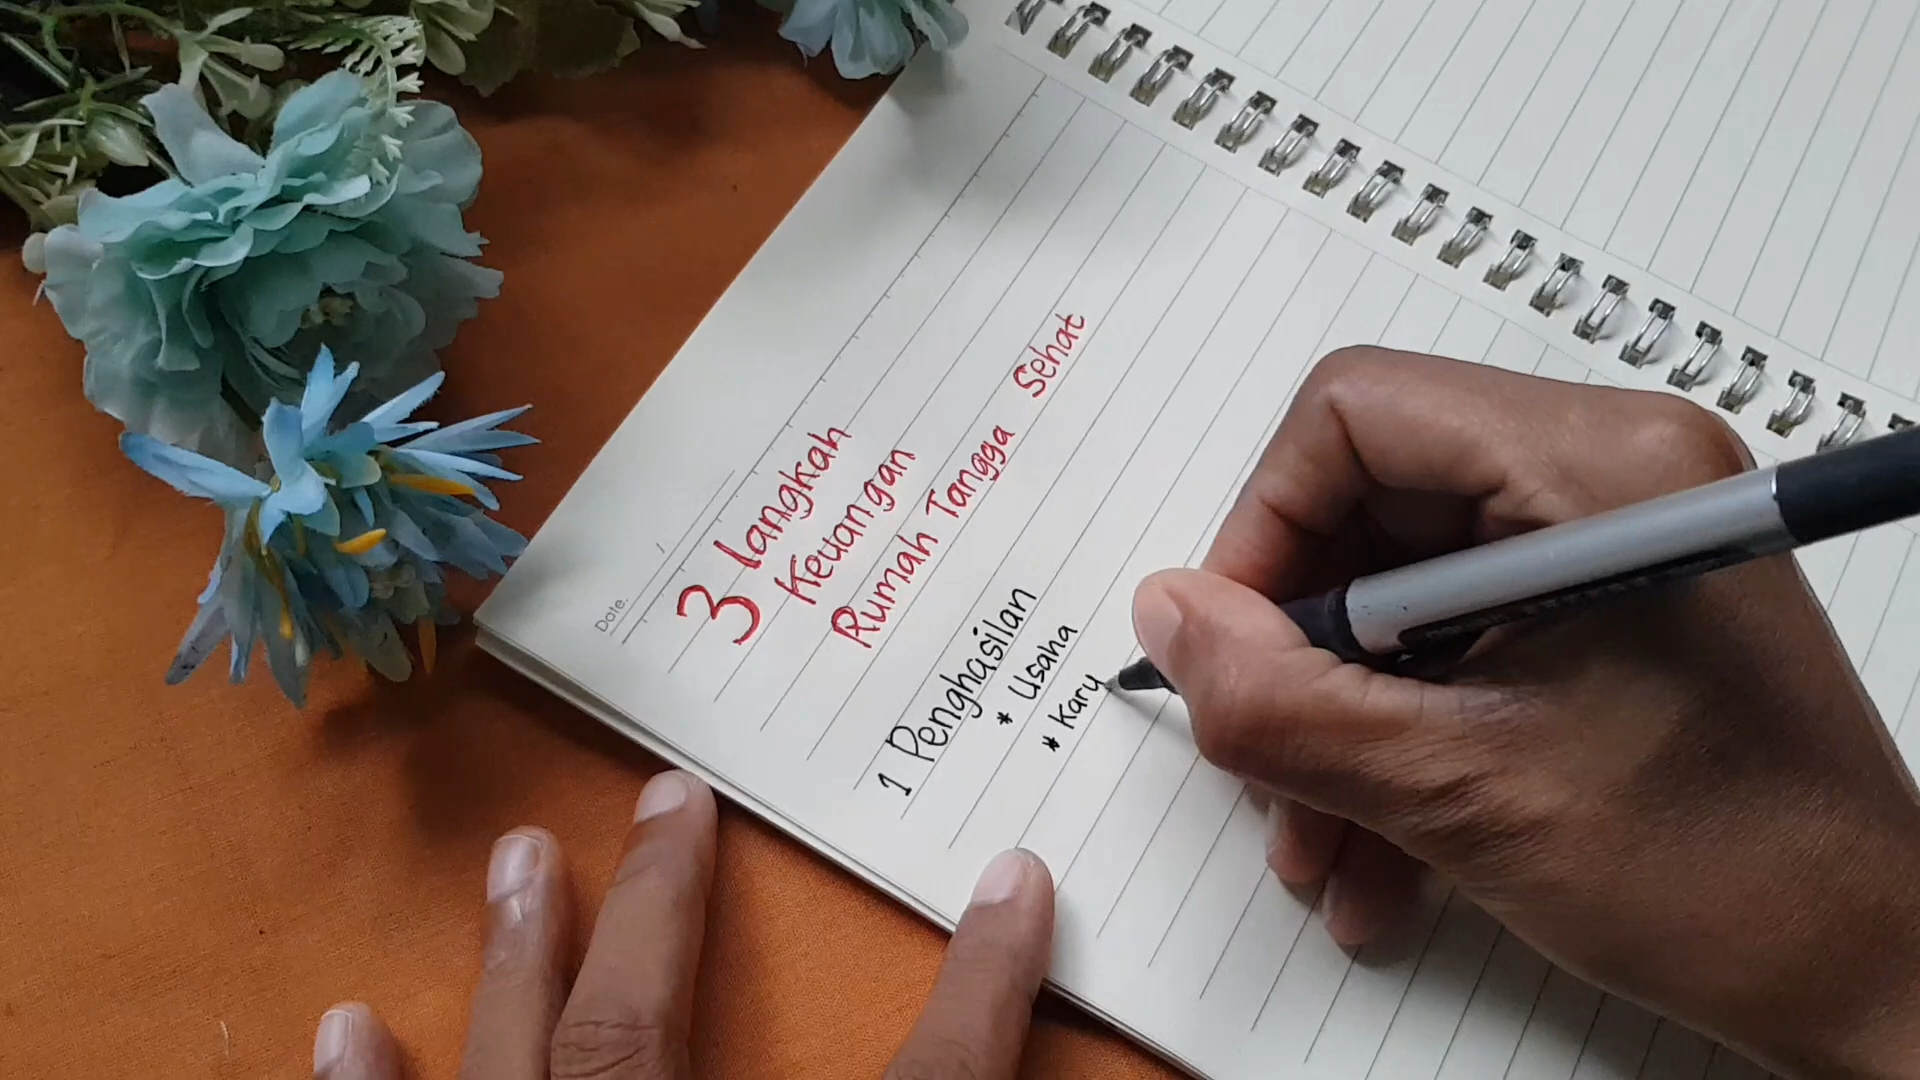 Date.
3 langkah
Keuangan
Rumah Tangga Sehat
1 Penghasilan
* Usaha
* Kary